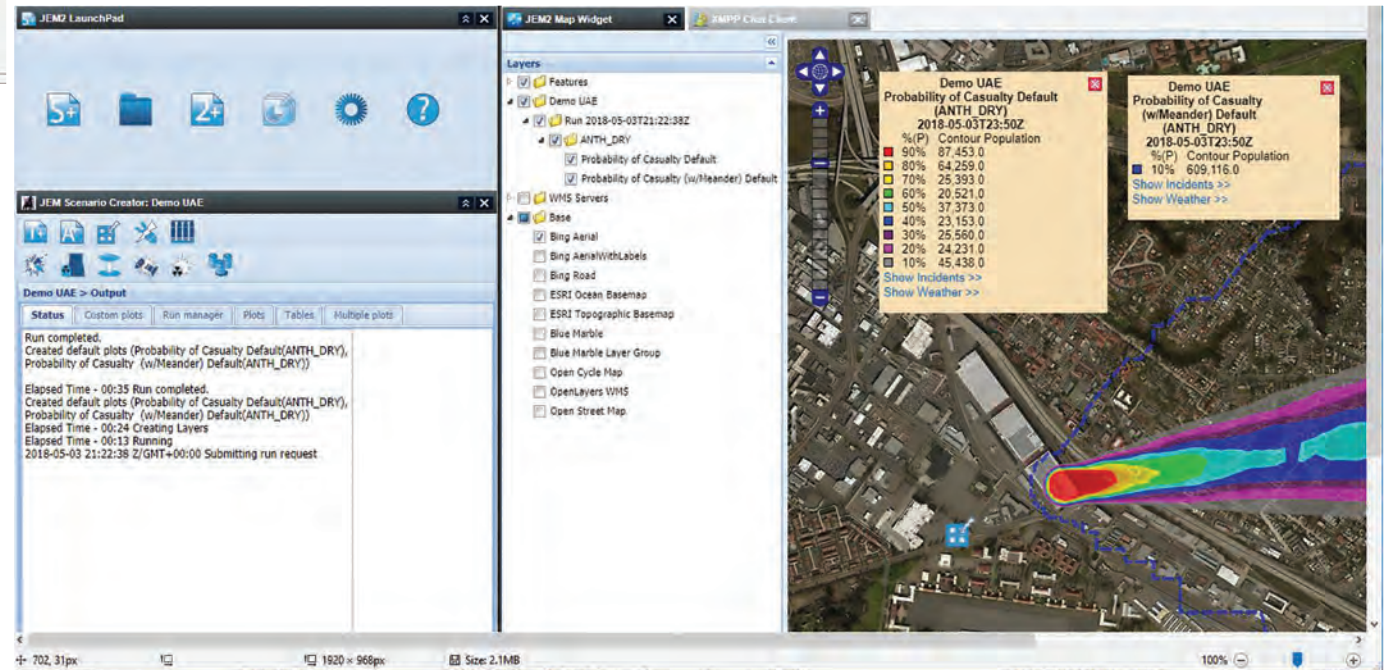 JEM2 LaunchPad
S+
2+
?
JEM Scenario Creator: Demo UAE
Demo UAE > Output
Status
Custom plots
Run manager
Plots
Tables
Multiple plots
Run completed.
Created default plots (Probability of Casualty Default(ANTH_DRY),
Probability of Casualty (w/Meander) Default(ANTH_DRY))
Elapsed Time - 00:35 Run completed.
Created default plots (Probability of Casualty Default(ANTH_DRY),
Probability of Casualty (w/Meander) Default(ANTH_DRY))
Elapsed Time - 00:24 Creating Layers
Elapsed Time - 00:13 Running
2018-05-03 21:22:38 Z/GMT+00:00 Submitting run request
JEM2 Map Widget
XMPP Chat Client
Layers
Features
Demo UAE
Run 2018-05-03T21:22:38Z
ANTH_DRY
Probability of Casualty Default
Probability of Casualty (w/Meander) Default
WMS Servers
Base
Bing Aerial
Bing AerialWithLabels
Bing Road
ESRI Ocean Basemap
ESRI Topographic Basemap
Blue Marble
Blue Marble Layer Group
Open Cycle Map
OpenLayers WMS
Open Street Map
Demo UAE
Probability of Casualty Default
(ANTH_DRY)
2018-05-03T23:50Z
%(P) Contour Population
90% 87,453.0
80% 64,259.0
70% 25,393.0
60% 20,521.0
50% 37,373.0
40% 23,153.0
30% 25,560.0
20% 24,231.0
10% 45,438.0
Show Incidents >>
Show Weather >>
Demo UAE
Probability of Casualty
(w/Meander) Default
(ANTH_DRY)
2018-05-03T23:50Z
%(P) Contour Population
10% 609,116.0
Show Incidents >>
Show Weather >>
702, 31px
1920 × 968px
Size: 2.1MB
100%